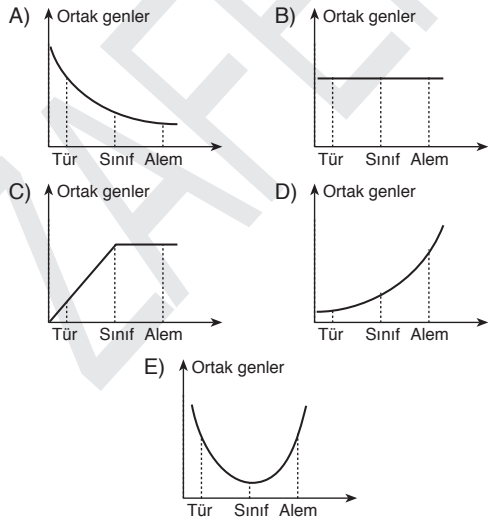 A) Ortak genler
Tür Sınıf Alem
B) Ortak genler
Tür Sınıf Alem
C) Ortak genler
Tür Sınıf Alem
D) Ortak genler
Tür Sınıf Alem
E) Ortak genler
Tür Sınıf Alem
ZAFER